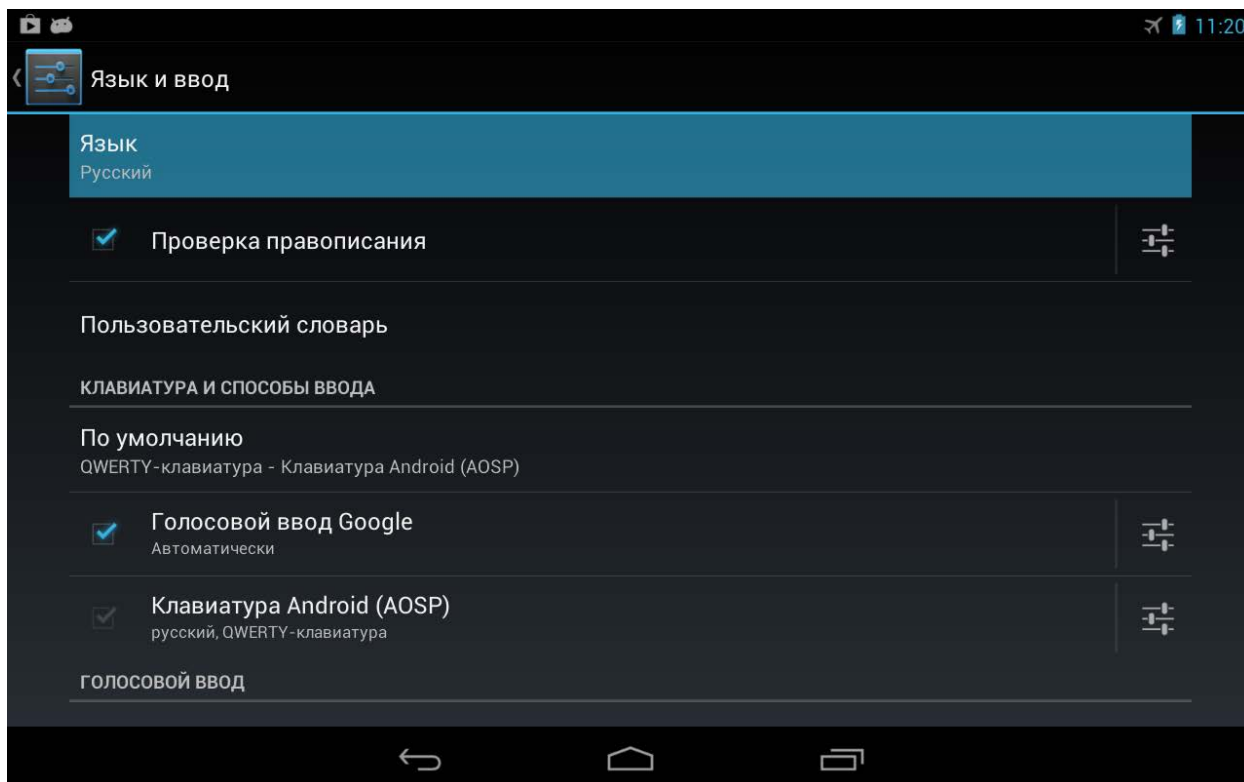 11:20
Язык и ввод
Язык
Русский
Проверка правописания
Пользовательский словарь
КЛАВИАТУРА И СПОСОБЫ ВВОДА
По умолчанию
QWERTY-клавиатура - Клавиатура Android (AOSP)
Голосовой ввод Google
Автоматически
Клавиатура Android (AOSP)
русский, QWERTY-клавиатура
ГОЛОСОВОЙ ВВОД